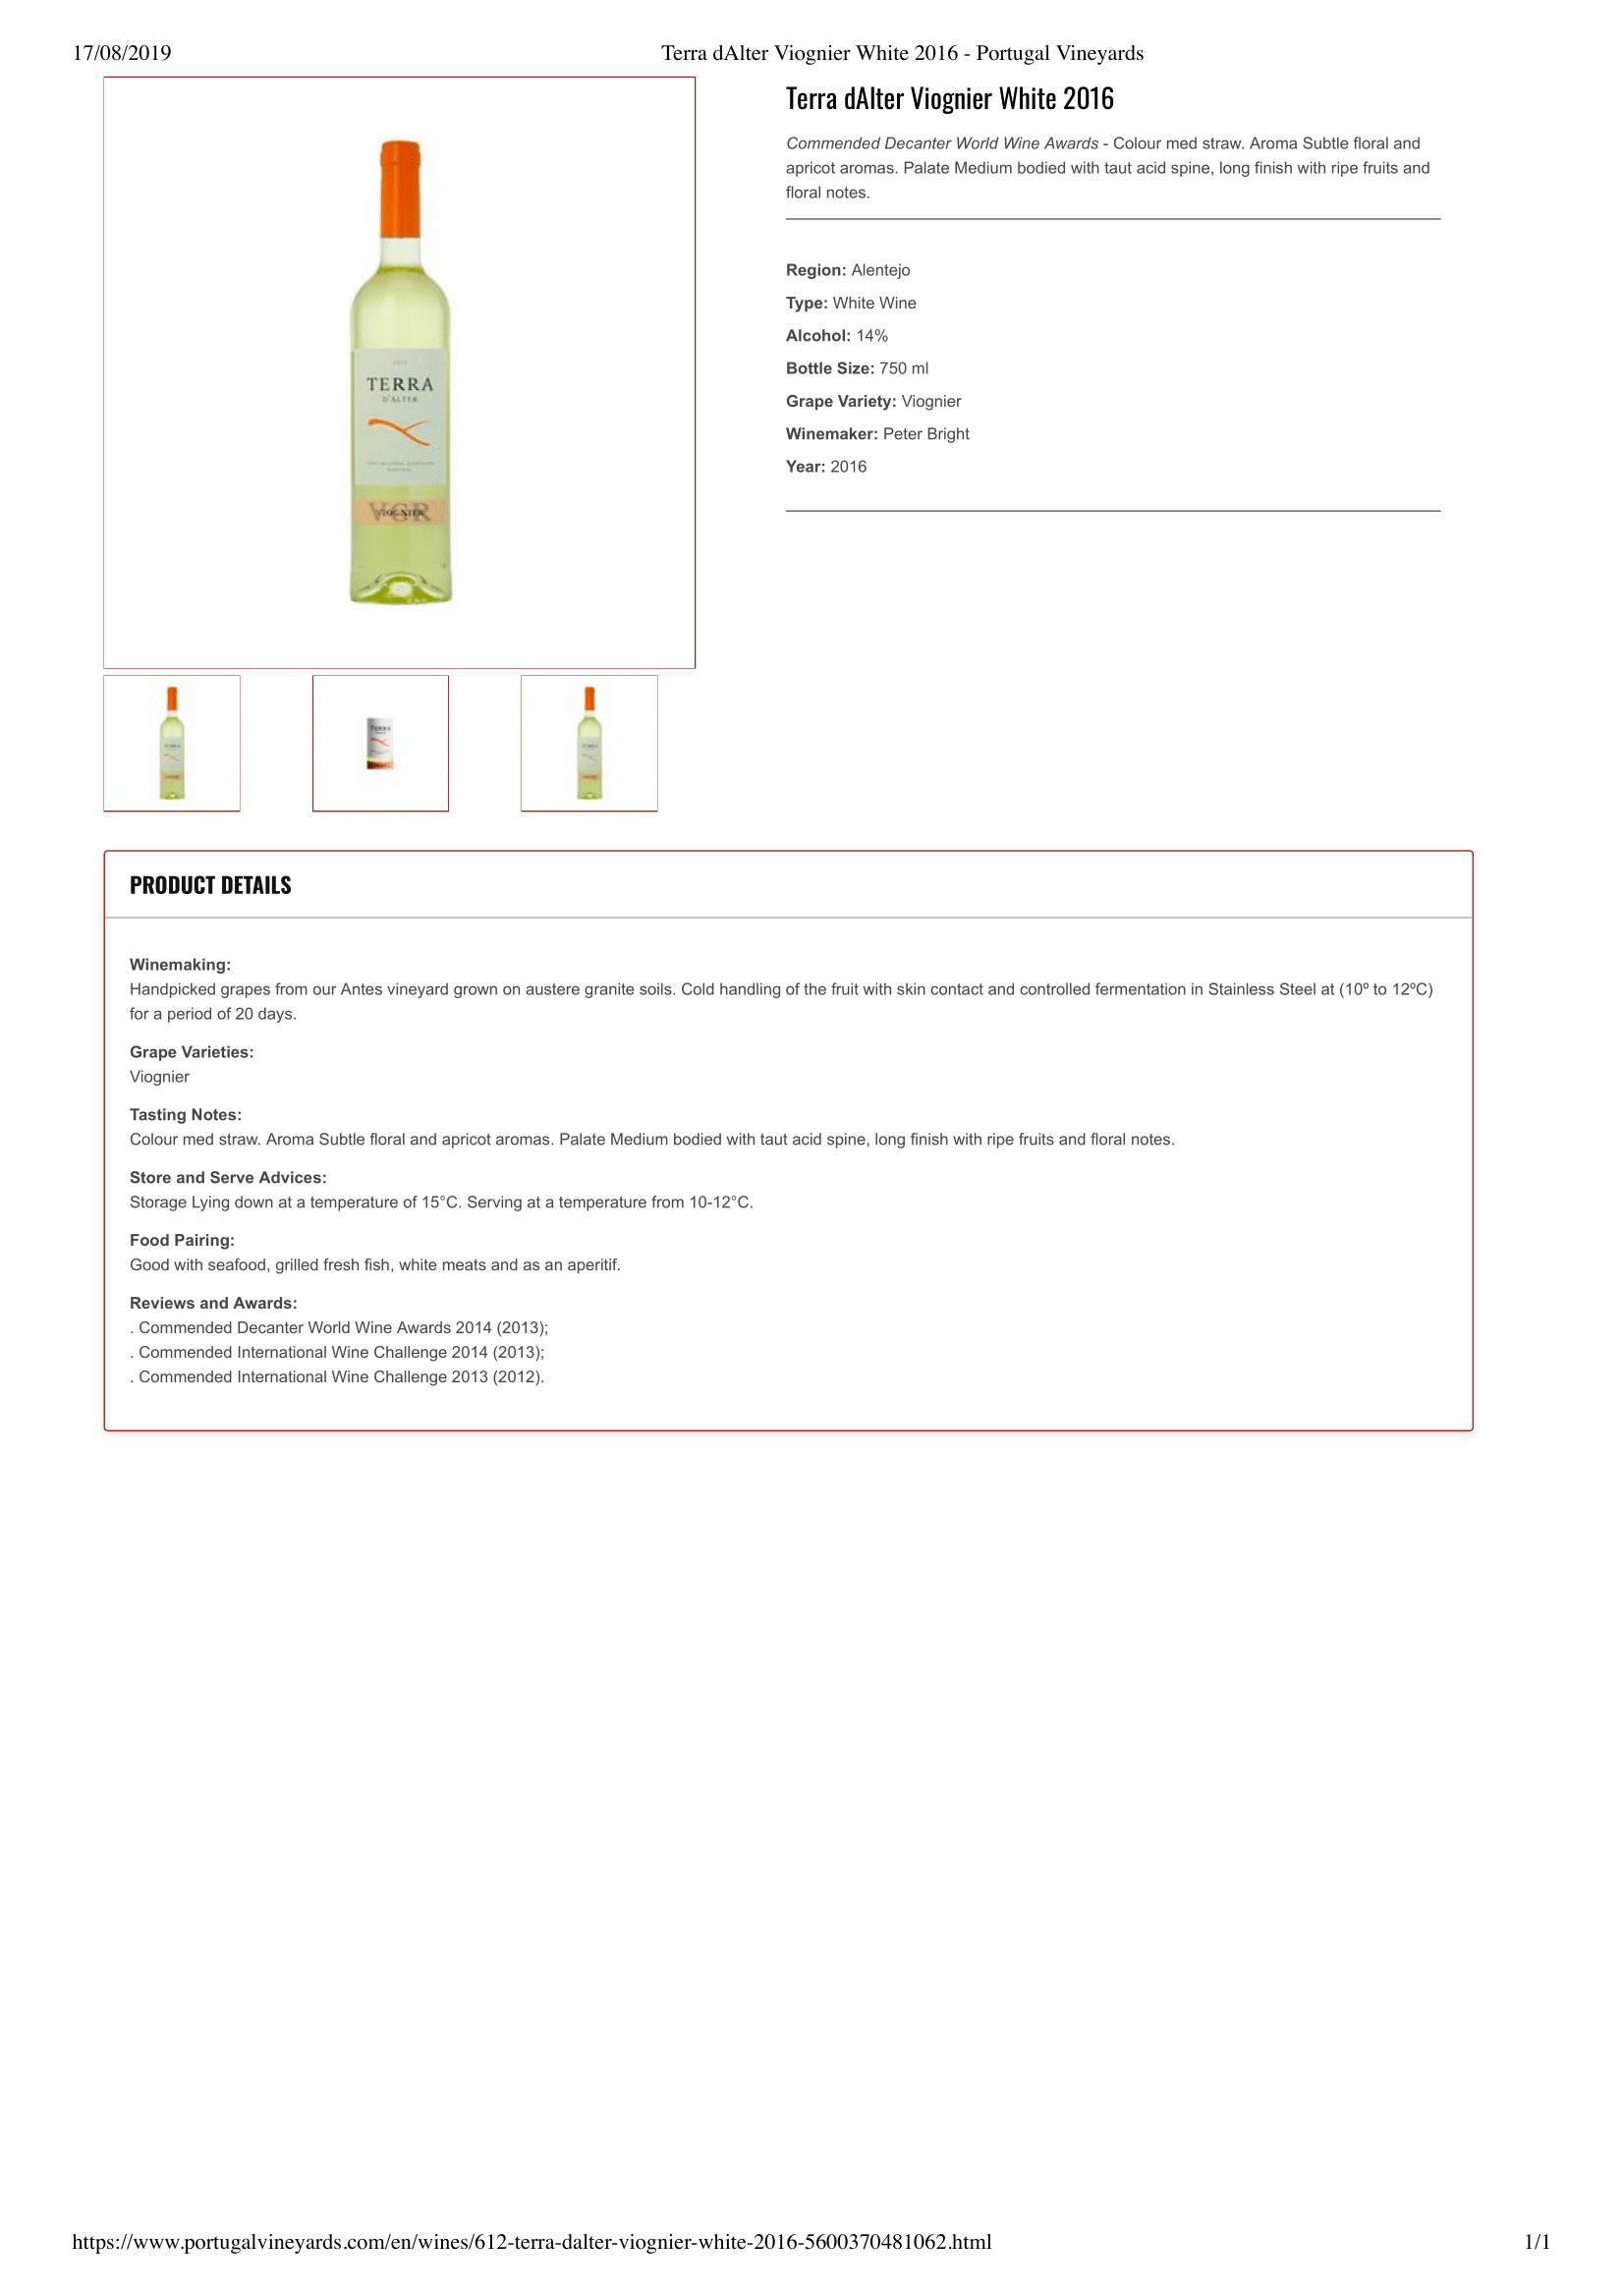 17/08/2019
Terra dAlter Viognier White 2016 - Portugal Vineyards
TERRA
D'ALTER
VGR
VIOGNIER
Terra dAlter Viognier White 2016
Commended Decanter World Wine Awards - Colour med straw. Aroma Subtle floral and
apricot aromas. Palate Medium bodied with taut acid spine, long finish with ripe fruits and
floral notes.
Region: Alentejo
Type: White Wine
Alcohol: 14%
Bottle Size: 750 ml
Grape Variety: Viognier
Winemaker: Peter Bright
Year: 2016
TERRA
TERRA
TERRA
PRODUCT DETAILS
Winemaking:
Handpicked grapes from our Antes vineyard grown on austere granite soils. Cold handling of the fruit with skin contact and controlled fermentation in Stainless Steel at (10º to 12ºC)
for a period of 20 days.
Grape Varieties:
Viognier
Tasting Notes:
Colour med straw. Aroma Subtle floral and apricot aromas. Palate Medium bodied with taut acid spine, long finish with ripe fruits and floral notes.
Store and Serve Advices:
Storage Lying down at a temperature of 15°C. Serving at a temperature from 10-12°C.
Food Pairing:
Good with seafood, grilled fresh fish, white meats and as an aperitif.
Reviews and Awards:
. Commended Decanter World Wine Awards 2014 (2013);
. Commended International Wine Challenge 2014 (2013);
. Commended International Wine Challenge 2013 (2012).
https://www.portugalvineyards.com/en/wines/612-terra-dalter-viognier-white-2016-5600370481062.html
1/1